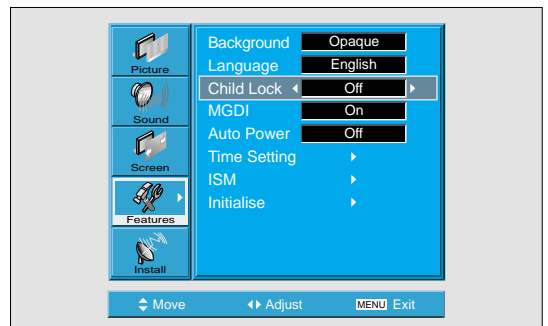 Picture
Sound
Screen
Features
Install
Background Opaque
Language English
Child Lock Off
MGDI On
Auto Power Off
Time Setting
ISM
Initialise
Move Adjust MENU Exit